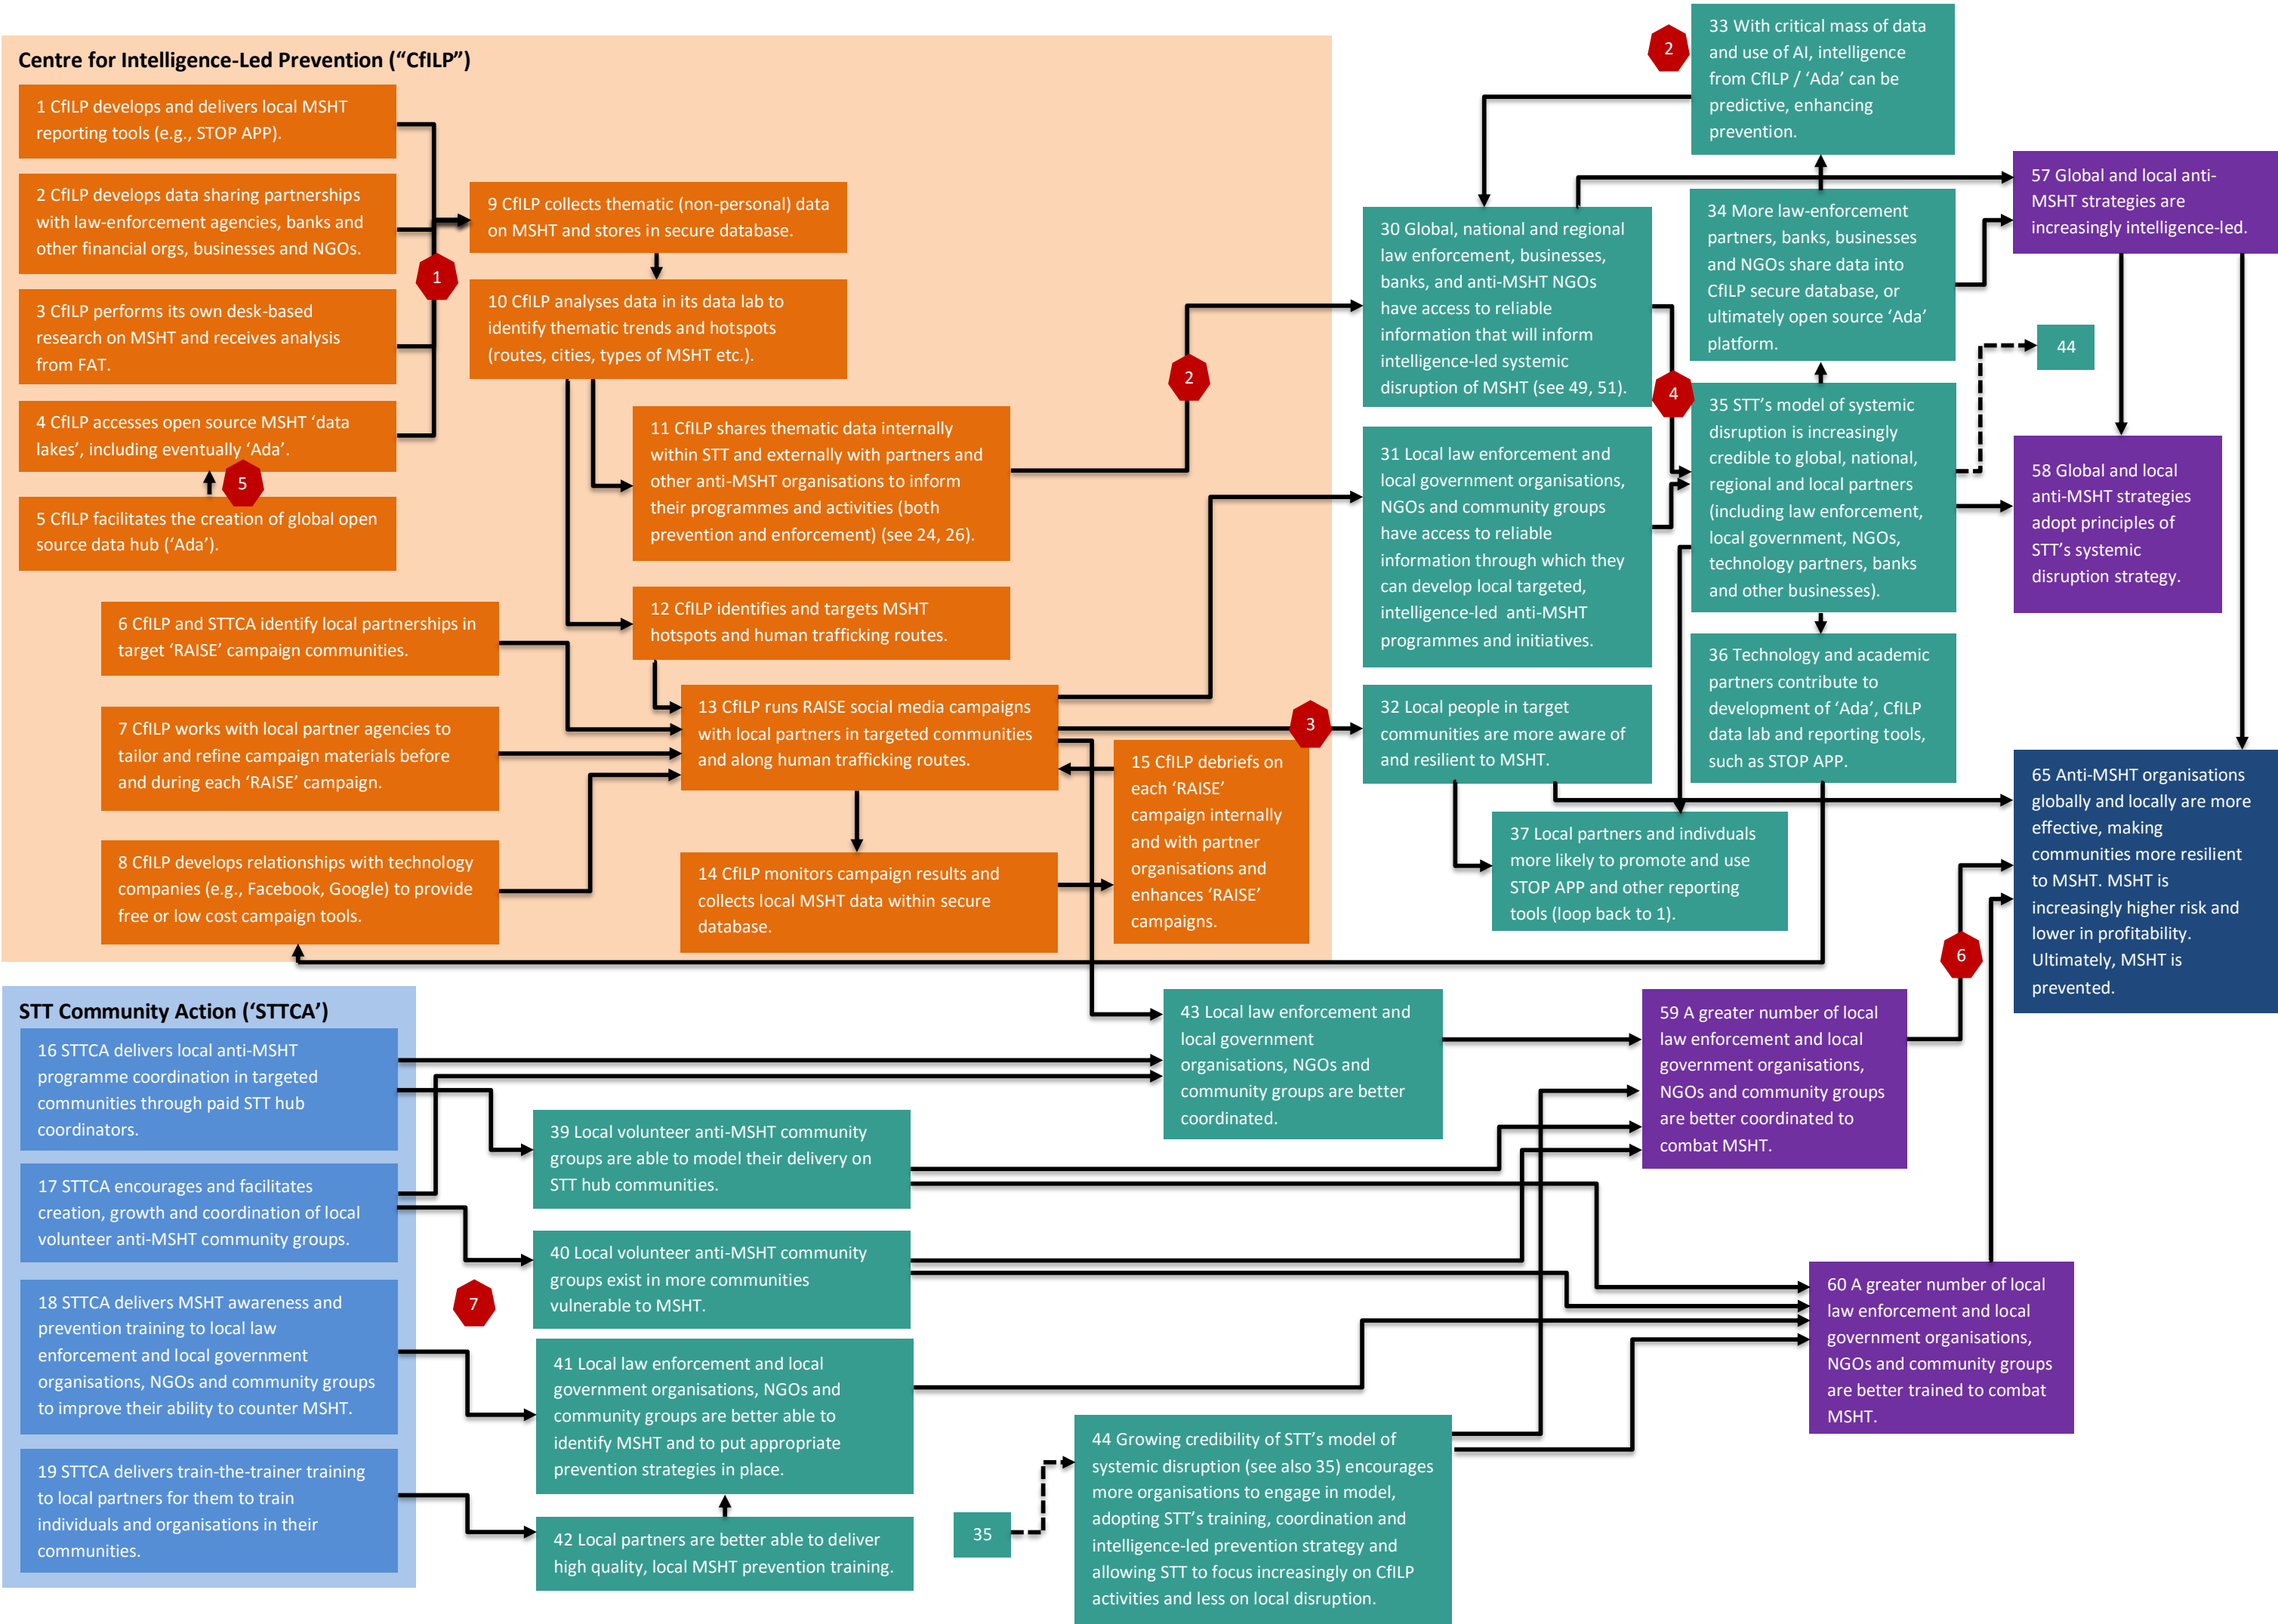 Centre for Intelligence-Led Prevention (“CfILP”)
1 CfILP develops and delivers local MSHT
reporting tools (e.g., STOP APP).
2 CfILP develops data sharing partnerships
with law-enforcement agencies, banks and
other financial orgs, businesses and NGOs.
3 CfILP performs its own desk-based
research on MSHT and receives analysis
from FAT.
4 CfILP accesses open source MSHT ‘data
lakes’, including eventually ‘Ada’.
5
5 CfILP facilitates the creation of global open
source data hub (‘Ada’).
1
6 CfILP and STTCA identify local partnerships in
target ‘RAISE’ campaign communities.
7 CfILP works with local partner agencies to
tailor and refine campaign materials before
and during each ‘RAISE’ campaign.
8 CfILP develops relationships with technology
companies (e.g., Facebook, Google) to provide
free or low cost campaign tools.
9 CfILP collects thematic (non-personal) data
on MSHT and stores in secure database.
10 CfILP analyses data in its data lab to
identify thematic trends and hotspots
(routes, cities, types of MSHT etc.).
11 CfILP shares thematic data internally
within STT and externally with partners and
other anti-MSHT organisations to inform
their programmes and activities (both
prevention and enforcement) (see 24, 26).
12 CfILP identifies and targets MSHT
hotspots and human trafficking routes.
13 CfILP runs RAISE social media campaigns
with local partners in targeted communities
and along human trafficking routes.
14 CfILP monitors campaign results and
collects local MSHT data within secure
database.
15 CfILP debriefs on
each ‘RAISE’
campaign internally
and with partner
organisations and
enhances ‘RAISE’
campaigns.
2
3
30 Global, national and regional
law enforcement, businesses,
banks, and anti-MSHT NGOs
have access to reliable
information that will inform
intelligence-led systemic
disruption of MSHT (see 49, 51).
31 Local law enforcement and
local government organisations,
NGOs and community groups
have access to reliable
information through which they
can develop local targeted,
intelligence-led anti-MSHT
programmes and initiatives.
32 Local people in target
communities are more aware of
and resilient to MSHT.
2
33 With critical mass of data
and use of AI, intelligence
from CfILP / ‘Ada’ can be
predictive, enhancing
prevention.
34 More law-enforcement
partners, banks, businesses
and NGOs share data into
CfILP secure database, or
ultimately open source ‘Ada’
platform.
4
35 STT’s model of systemic
disruption is increasingly
credible to global, national,
regional and local partners
(including law enforcement,
local government, NGOs,
technology partners, banks
and other businesses).
36 Technology and academic
partners contribute to
development of ‘Ada’, CfILP
data lab and reporting tools,
such as STOP APP.
37 Local partners and indivduals
more likely to promote and use
STOP APP and other reporting
tools (loop back to 1).
44
57 Global and local anti-
MSHT strategies are
increasingly intelligence-led.
58 Global and local
anti-MSHT strategies
adopt principles of
STT’s systemic
disruption strategy.
65 Anti-MSHT organisations
globally and locally are more
effective, making
communities more resilient
to MSHT. MSHT is
increasingly higher risk and
lower in profitability.
Ultimately, MSHT is
prevented.
6
STT Community Action (‘STTCA’)
16 STTCA delivers local anti-MSHT
programme coordination in targeted
communities through paid STT hub
coordinators.
17 STTCA encourages and facilitates
creation, growth and coordination of local
volunteer anti-MSHT community groups.
18 STTCA delivers MSHT awareness and
prevention training to local law
enforcement and local government
organisations, NGOs and community groups
to improve their ability to counter MSHT.
19 STTCA delivers train-the-trainer training
to local partners for them to train
individuals and organisations in their
communities.
7
39 Local volunteer anti-MSHT community
groups are able to model their delivery on
STT hub communities.
40 Local volunteer anti-MSHT community
groups exist in more communities
vulnerable to MSHT.
41 Local law enforcement and local
government organisations, NGOs and
community groups are better able to
identify MSHT and to put appropriate
prevention strategies in place.
42 Local partners are better able to deliver
high quality, local MSHT prevention training.
43 Local law enforcement and
local government
organisations, NGOs and
community groups are better
coordinated.
35
44 Growing credibility of STT’s model of
systemic disruption (see also 35) encourages
more organisations to engage in model,
adopting STT’s training, coordination and
intelligence-led prevention strategy and
allowing STT to focus increasingly on CfILP
activities and less on local disruption.
59 A greater number of local
law enforcement and local
government organisations,
NGOs and community groups
are better coordinated to
combat MSHT.
60 A greater number of local
law enforcement and local
government organisations,
NGOs and community groups
are better trained to combat
MSHT.